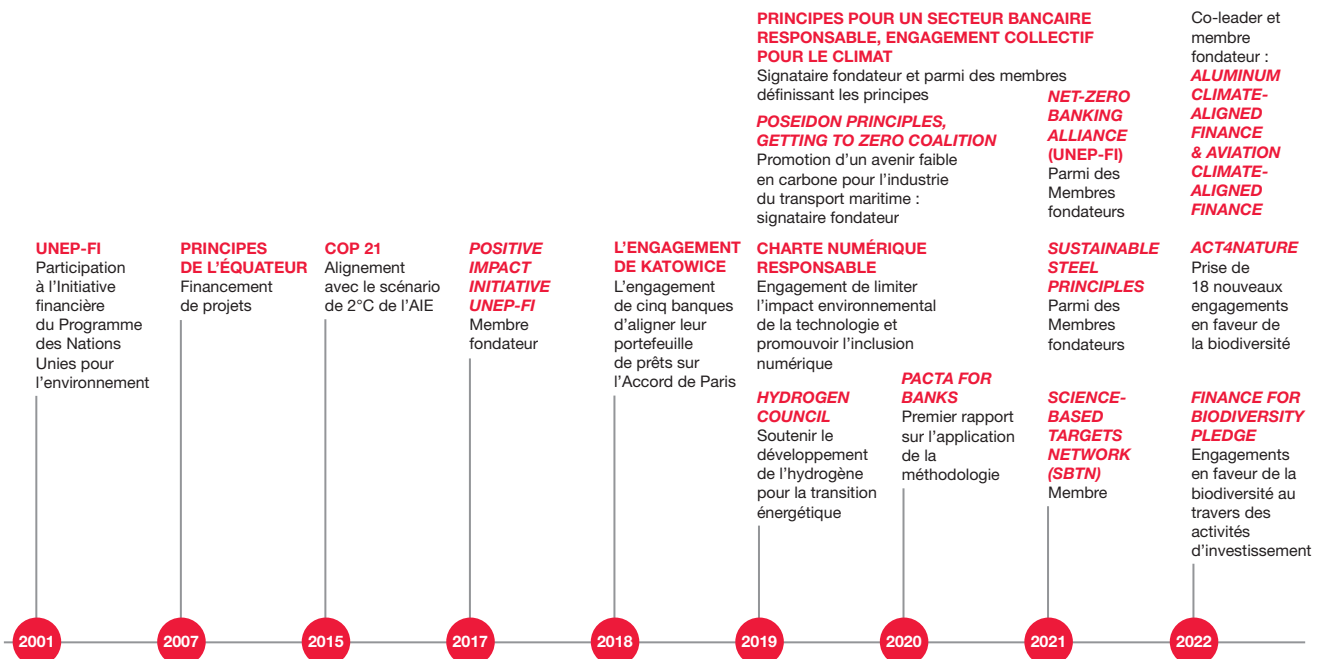 PRINCIPES POUR UN SECTEUR BANCAIRE
RESPONSABLE, ENGAGEMENT COLLECTIF
POUR LE CLIMAT
Signataire fondateur et parmi des membres
définissant les principes
POSEIDON PRINCIPLES,
GETTING TO ZERO COALITION
Promotion d’un avenir faible
en carbone pour l’industrie
du transport maritime :
signataire fondateur
NET-ZERO
BANKING
ALLIANCE
(UNEP-FI)
Parmi des
Membres
fondateurs
Co-leader et
membre
fondateur :
ALUMINUM
CLIMATE-
ALIGNED
FINANCE
& AVIATION
CLIMATE-
ALIGNED
FINANCE
UNEP-FI
Participation
à l’Initiative
financière
du Programme
des Nations
Unies pour
l’environnement
PRINCIPES
DE L’ÉQUATEUR
Financement
de projets
COP 21
Alignement
avec le scénario
de 2°C de l’AIE
POSITIVE
IMPACT
INITIATIVE
UNEP-FI
Membre
fondateur
L’ENGAGEMENT
DE KATOWICE
L’engagement
de cinq banques
d’aligner leur
portefeuille
de prêts sur
l’Accord de Paris
CHARTE NUMÉRIQUE
RESPONSABLE
Engagement de limiter
l’impact environnemental
de la technologie et
promouvoir l’inclusion
numérique
HYDROGEN
COUNCIL
Soutenir le
développement
de l’hydrogène
pour la transition
énergétique
PACTA FOR
BANKS
Premier rapport
sur l’application
de la
méthodologie
SUSTAINABLE
STEEL
PRINCIPLES
Parmi des
Membres
fondateurs
SCIENCE-
BASED
TARGETS
NETWORK
(SBTN)
Membre
ACT4NATURE
Prise de
18 nouveaux
engagements
en faveur de
la biodiversité
FINANCE FOR
BIODIVERSITY
PLEDGE
Engagements
en faveur de la
biodiversité au
travers des
activités
d’investissement
2001
2007
2015
2017
2018
2019
2020
2021
2022